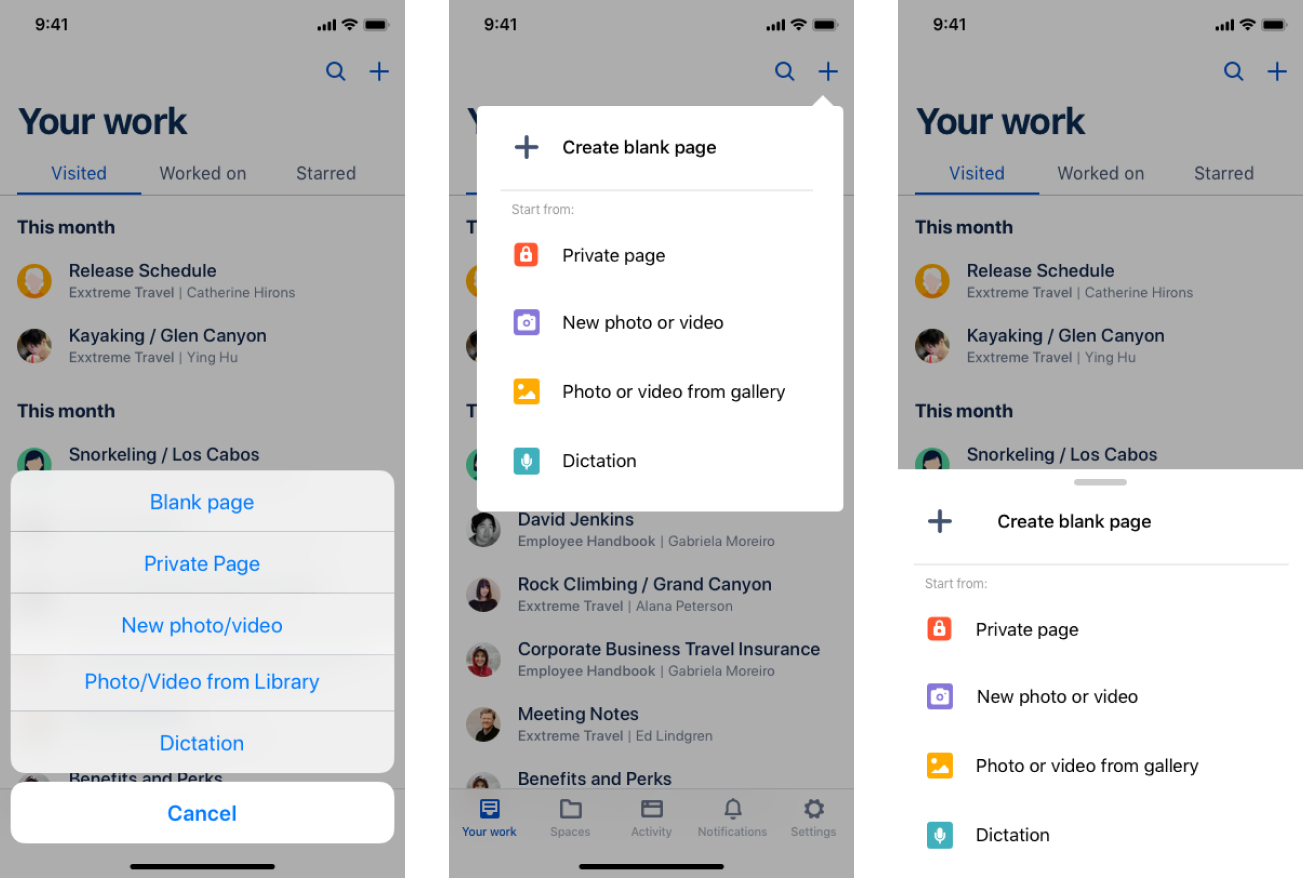 9:41
Your work
Visited Worked on Starred
This month
Release Schedule
Exxtreme Travel | Catherine Hirons
Kayaking / Glen Canyon
Exxtreme Travel | Ying Hu
This month
Snorkeling / Los Cabos
Blank page
Private Page
New photo/video
Photo/Video from Library
Dictation
Benefits and Perks
Cancel
9:41
Y
T
Create blank page
Start from:
Private page
New photo or video
Photo or video from gallery
T
Dictation
David Jenkins
Employee Handbook | Gabriela Moreiro
Rock Climbing / Grand Canyon
Exxtreme Travel | Alana Peterson
Corporate Business Travel Insurance
Employee Handbook | Gabriela Moreiro
Meeting Notes
Exxtreme Travel | Ed Lindgren
Benefits and Perks
Your work Spaces Activity Notifications Settings
9:41
Your work
Visited Worked on Starred
This month
Release Schedule
Exxtreme Travel | Catherine Hirons
Kayaking / Glen Canyon
Exxtreme Travel | Ying Hu
This month
Snorkeling / Los Cabos
Create blank page
Start from:
Private page
New photo or video
Photo or video from gallery
Dictation